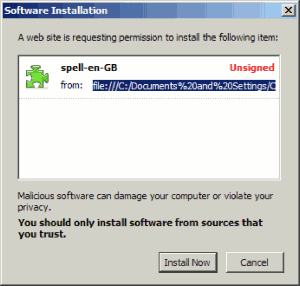 Software Installation
A web site is requesting permission to install the following item:
spell-en-GB Unsigned
from: file:///C:/Documents%20and%20Settings/C
Malicious software can damage your computer or violate your
privacy.
You should only install software from sources that
you trust.
Install Now Cancel